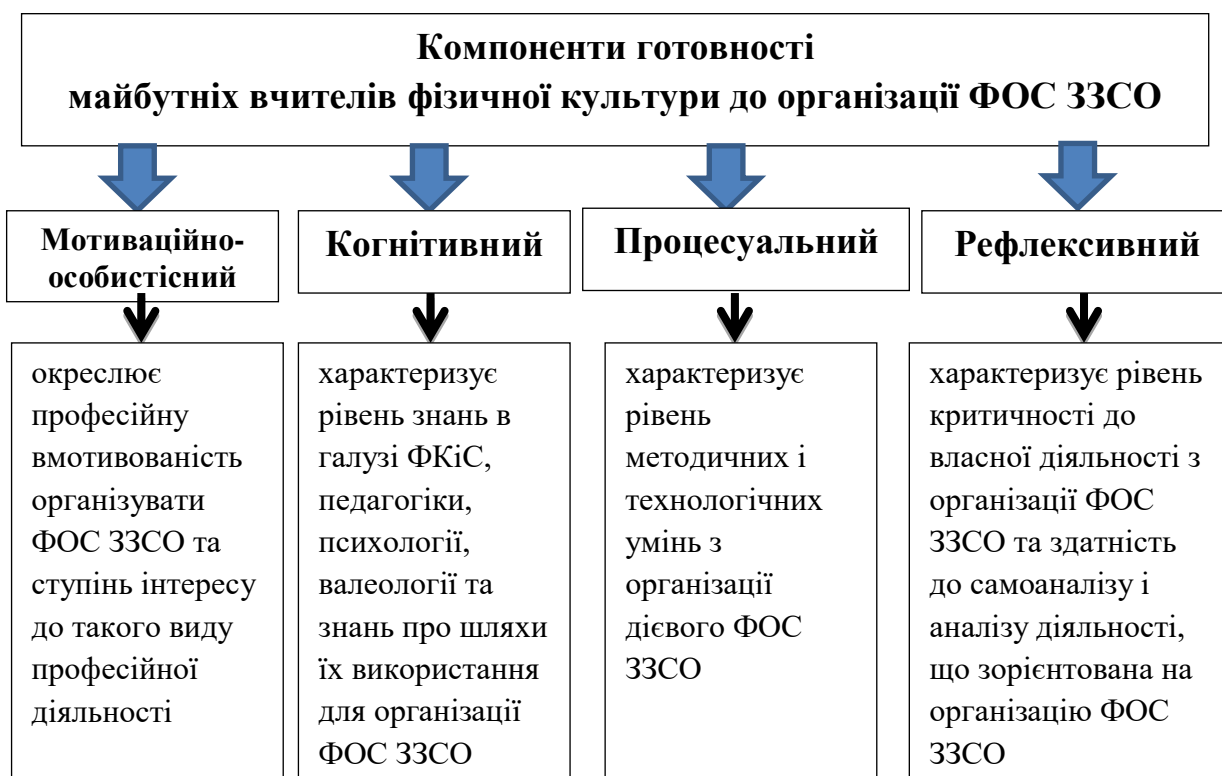 Компоненти готовності
майбутніх вчителів фізичної культури до організації ФОС ЗЗСО
Мотиваційно-
особистісний
Когнітивний
Процесуальний
Рефлексивний
окреслює
професійну
вмотивованість
організувати
ФОС ЗЗСО та
ступінь інтересу
до такого виду
професійної
діяльності
характеризує
рівень знань в
галузі ФКіС,
педагогіки,
психології,
валеології та
знань про шляхи
їх використання
для організації
ФОС ЗЗСО
характеризує
рівень
методичних і
технологічних
умінь з
організації
дієвого ФОС
ЗЗСО
характеризує рівень
критичності до
власної діяльності з
організації ФОС
ЗЗСО та здатність
до самоаналізу і
аналізу діяльності,
що зорієнтована на
організацію ФОС
ЗЗСО